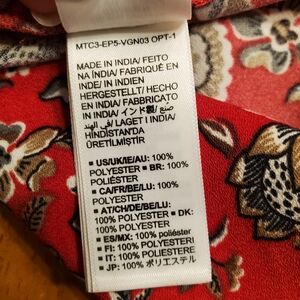 MTC3-EP5-VGN03 OPT-1
MADE IN INDIA/ FEITO
NA ÍNDIA/ FABRIQUÉ EN
INDE/ IN INDIEN
HERGESTELLT/ HECHO
EN INDIA/ FABBRICATO
IN INDIA/ インド製/ صنع
في الهند/ LAGET I INDIA/
HİNDİSTAN'DA
ÜRETİLMİŞTİR
■ US/UK/IE/AU: 100%
POLYESTER ■ BR: 100%
POLIÉSTER
■ CA/FR/BE/LU: 100%
POLYESTER
■ AT/CH/DE/BE/LU:
100% POLYESTER ■ DK:
100% POLYESTER
■ ES/MX: 100% poliéster
■ FI: 100% POLYESTERI
■ IT: 100% POLIESTERE
■ JP: 100% ポリエステル